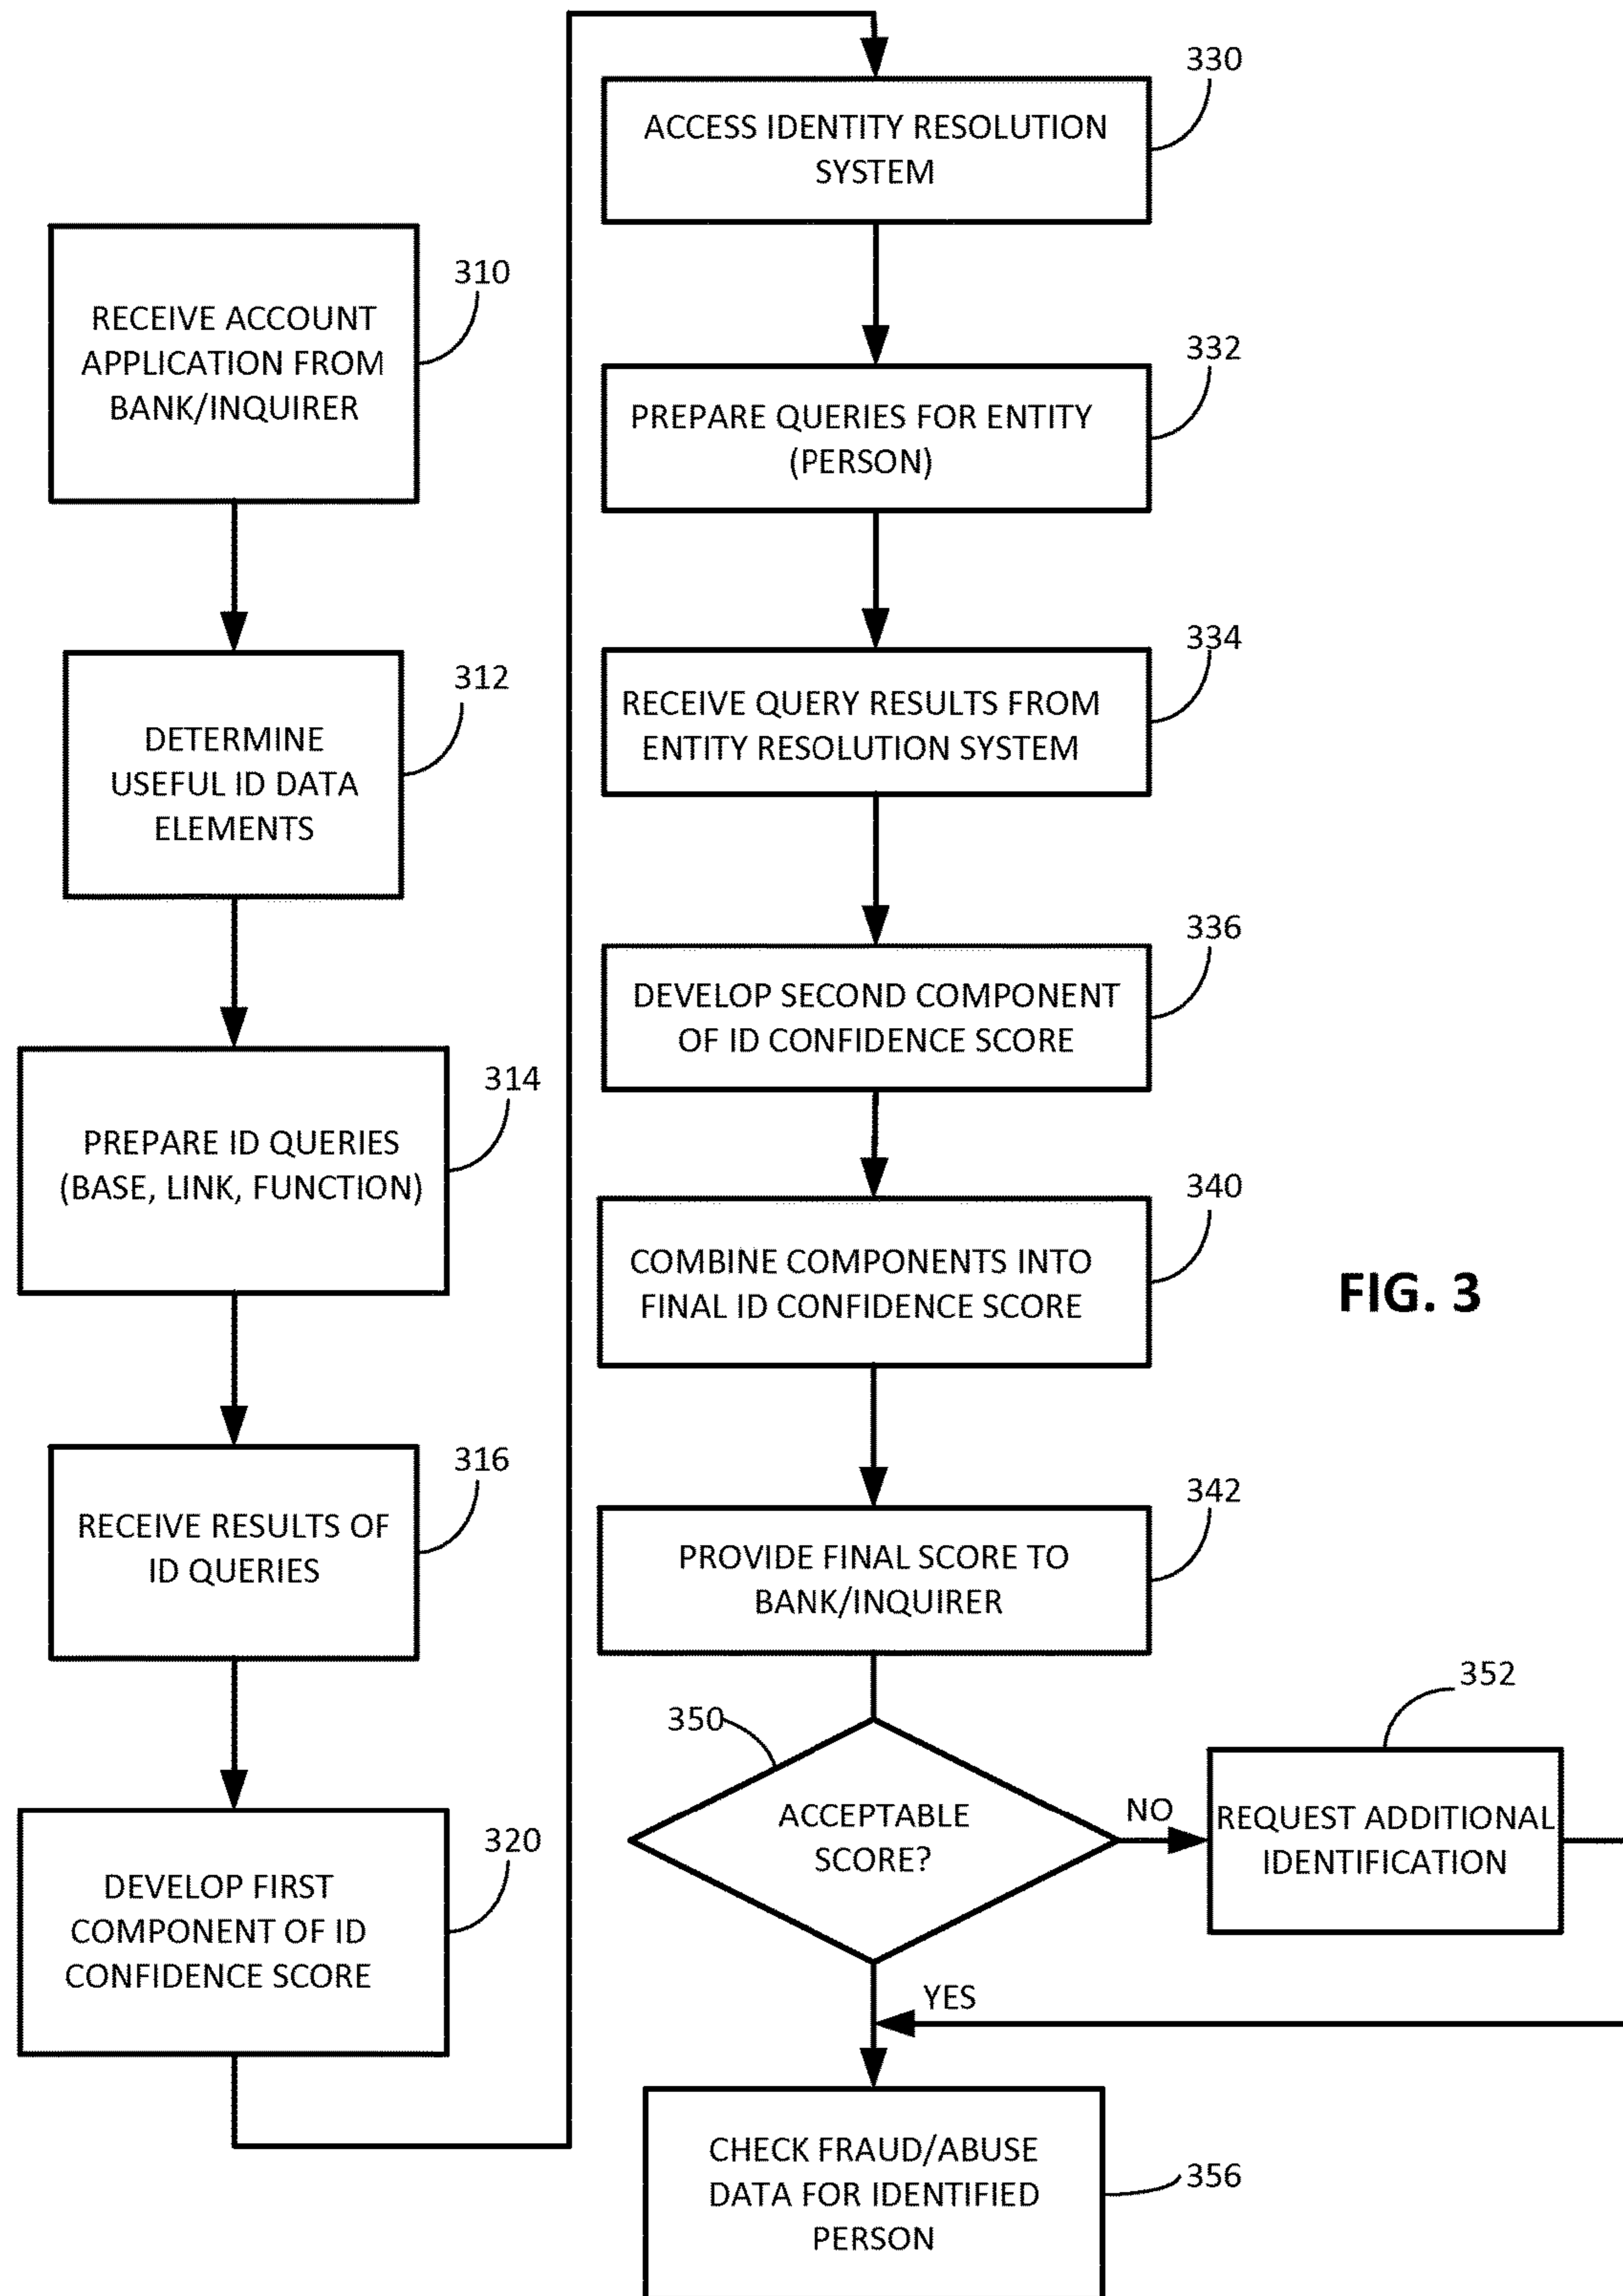 310
RECEIVE ACCOUNT
APPLICATION FROM
BANK/INQUIRER
312
DETERMINE
USEFUL ID DATA
ELEMENTS
314
PREPARE ID QUERIES
(BASE, LINK, FUNCTION)
316
RECEIVE RESULTS OF
ID QUERIES
320
DEVELOP FIRST
COMPONENT OF ID
CONFIDENCE SCORE
330
ACCESS IDENTITY RESOLUTION
SYSTEM
332
PREPARE QUERIES FOR ENTITY
(PERSON)
334
RECEIVE QUERY RESULTS FROM
ENTITY RESOLUTION SYSTEM
336
DEVELOP SECOND COMPONENT
OF ID CONFIDENCE SCORE
340
COMBINE COMPONENTS INTO
FINAL ID CONFIDENCE SCORE
FIG. 3
342
PROVIDE FINAL SCORE TO
BANK/INQUIRER
350
ACCEPTABLE
SCORE?
NO
352
REQUEST ADDITIONAL
IDENTIFICATION
YES
CHECK FRAUD/ABUSE
DATA FOR IDENTIFIED
PERSON
356